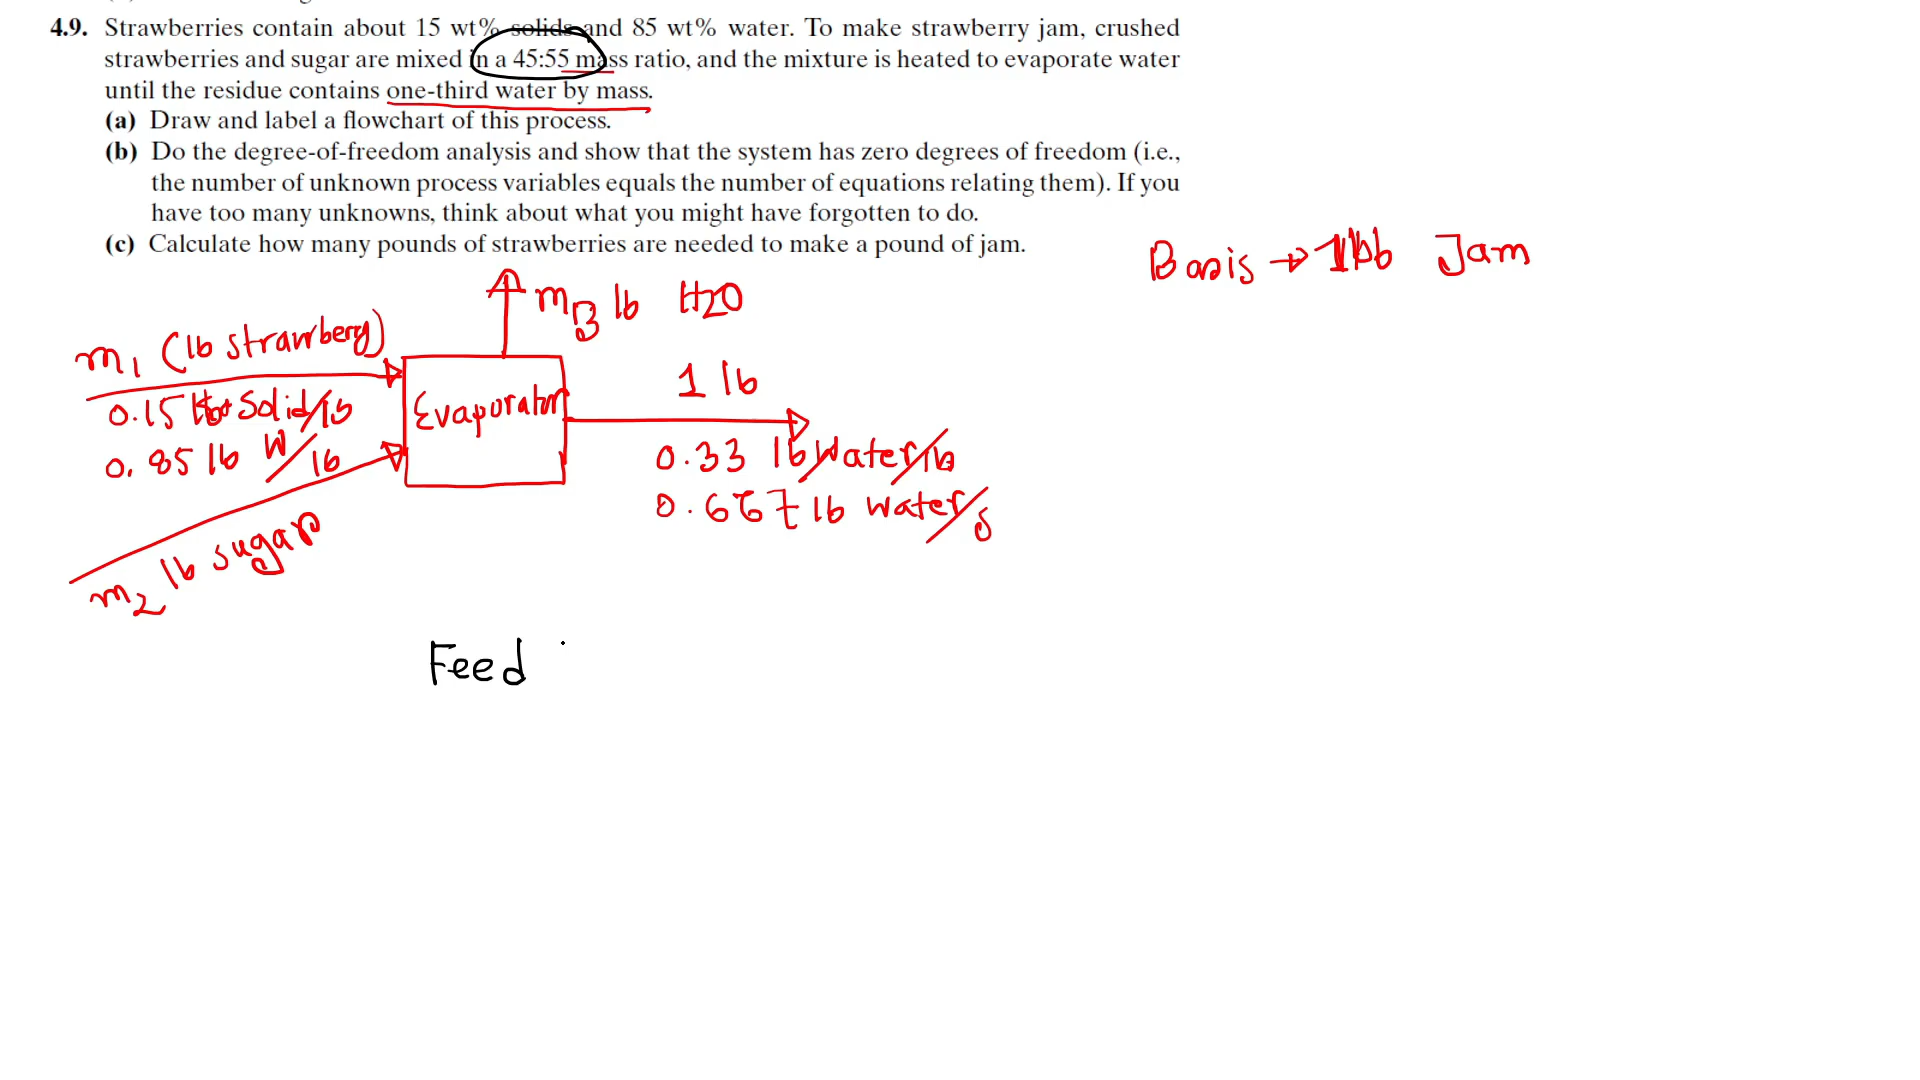 4.9. Strawberries contain about 15 wt% solids and 85 wt% water. To make strawberry jam, crushed
strawberries and sugar are mixed in a 45:55 mass ratio, and the mixture is heated to evaporate water
until the residue contains one-third water by mass.
(a) Draw and label a flowchart of this process.
(b) Do the degree-of-freedom analysis and show that the system has zero degrees of freedom (i.e.,
the number of unknown process variables equals the number of equations relating them). If you
have too many unknowns, think about what you might have forgotten to do.
(c) Calculate how many pounds of strawberries are needed to make a pound of jam.
Basis → 1 lb Jam
m3 lb H2O
m1 (lb strawberry)
0.15 Solid/lb
0.85 lb W/lb
Evaporator
1 lb
0.33 lb Water/lb
0.667 lb Water/
m2 lb sugar
Feed